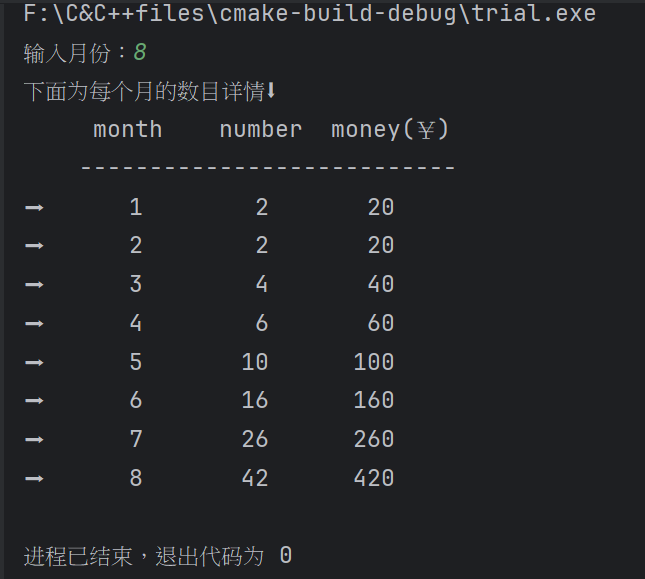 F:\C&C++files\cmake-build-debug\trial.exe
输入月份：8
下面为每个月的数目详情⬇
month number money(￥)
---------------------------
➡ 1 2 20
➡ 2 2 20
➡ 3 4 40
➡ 4 6 60
➡ 5 10 100
➡ 6 16 160
➡ 7 26 260
➡ 8 42 420
进程已结束，退出代码为 0